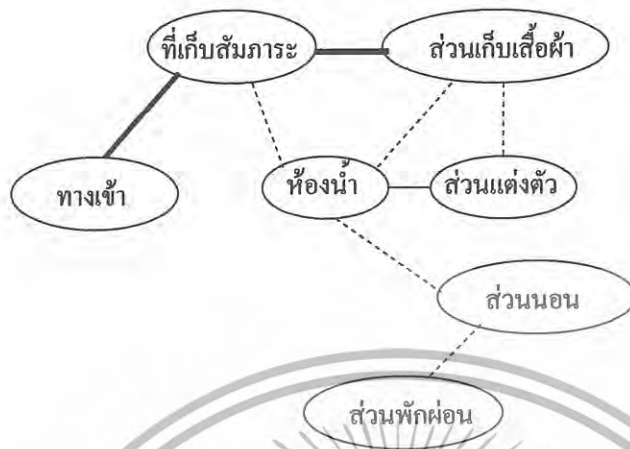 ที่เก็บสัมภาระ
ส่วนเก็บเสื้อผ้า
ทางเข้า
ห้องน้ำ
ส่วนแต่งตัว
ส่วนนอน
ส่วนพักผ่อน